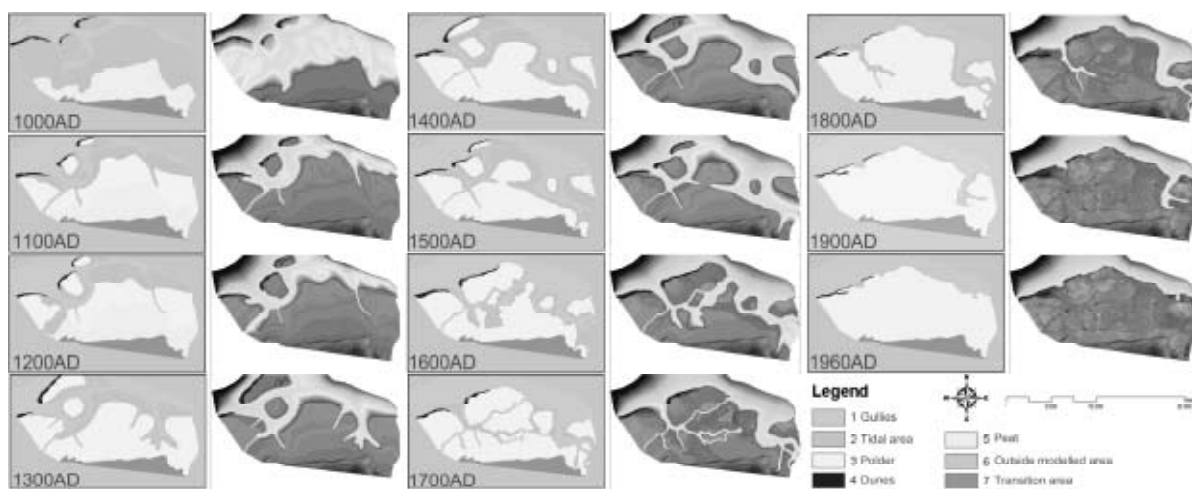 1000AD
1400AD
1800AD
1100AD
1500AD
1900AD
1200AD
1600AD
1960AD
1300AD
1700AD
Legend
1 Gullies
2 Tidal area
3 Polder
4 Dunes
5 Peat
6 Outside modelled area
7 Transition area